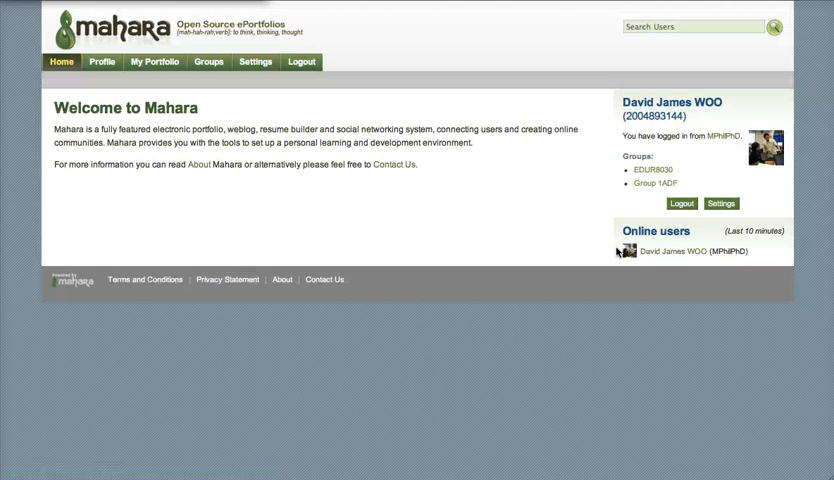 mahara
Open Source ePortfolios
[mah-hah-rah;verb]: to think, thinking, thought.
Search Users
Home Profile My Portfolio Groups Settings Logout
Welcome to Mahara
Mahara is a fully featured electronic portfolio, weblog, resume builder and social networking system, connecting users and creating online
communities. Mahara provides you with the tools to set up a personal learning and development environment.
For more information you can read About Mahara or alternatively please feel free to Contact Us.
David James WOO
(2004893144)
You have logged in from MPhilPhD.
Groups:
EDUR8030
Group 1ADF
Logout Settings
Online users (Last 10 minutes)
David James WOO (MPhilPhD)
Powered by
mahara
Terms and Conditions | Privacy Statement | About | Contact Us